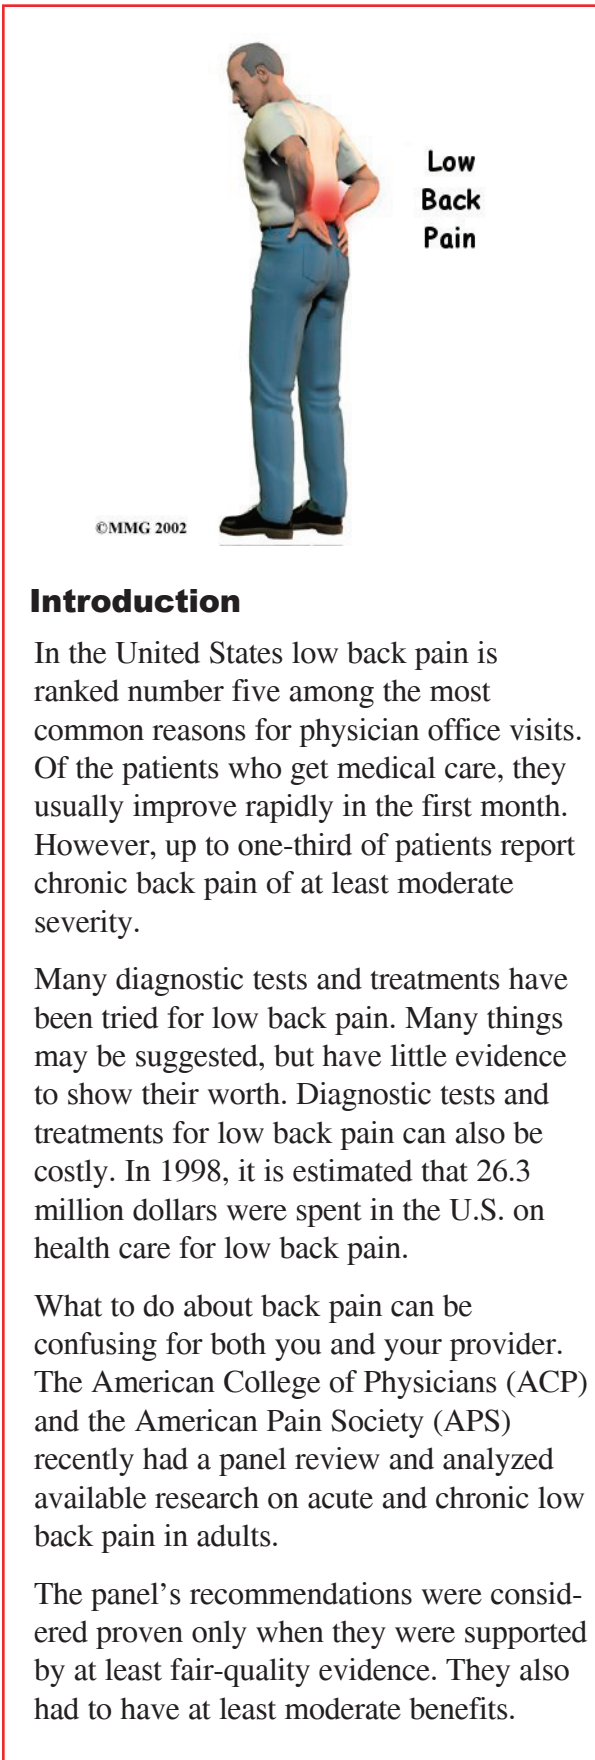 Low
Back
Pain
©MMG 2002
Introduction
In the United States low back pain is
ranked number five among the most
common reasons for physician office visits.
Of the patients who get medical care, they
usually improve rapidly in the first month.
However, up to one-third of patients report
chronic back pain of at least moderate
severity.
Many diagnostic tests and treatments have
been tried for low back pain. Many things
may be suggested, but have little evidence
to show their worth. Diagnostic tests and
treatments for low back pain can also be
costly. In 1998, it is estimated that 26.3
million dollars were spent in the U.S. on
health care for low back pain.
What to do about back pain can be
confusing for both you and your provider.
The American College of Physicians (ACP)
and the American Pain Society (APS)
recently had a panel review and analyzed
available research on acute and chronic low
back pain in adults.
The panel's recommendations were consid-
ered proven only when they were supported
by at least fair-quality evidence. They also
had to have at least moderate benefits.